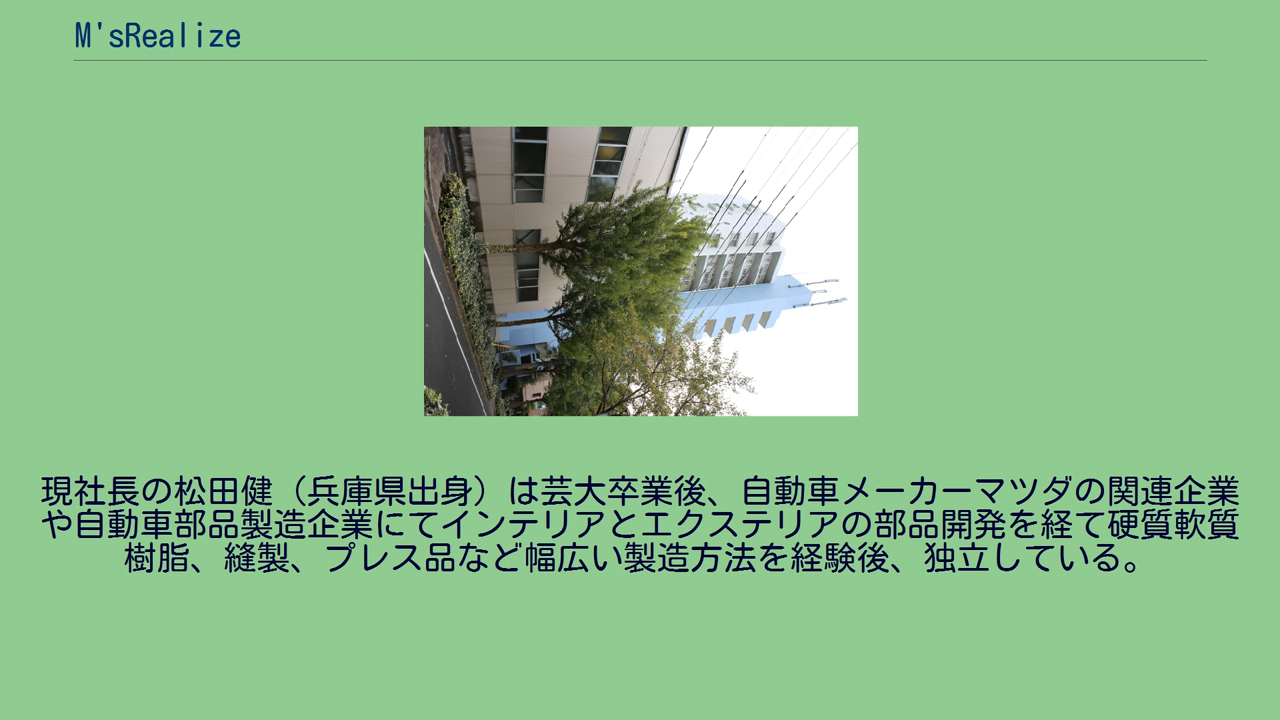 M'sRealize
現社長の松田健（兵庫県出身）は芸大卒業後、自動車メーカーマツダの関連企業
や自動車部品製造企業にてインテリアとエクステリアの部品開発を経て硬質軟質
樹脂、縫製、プレス品など幅広い製造方法を経験後、独立している。